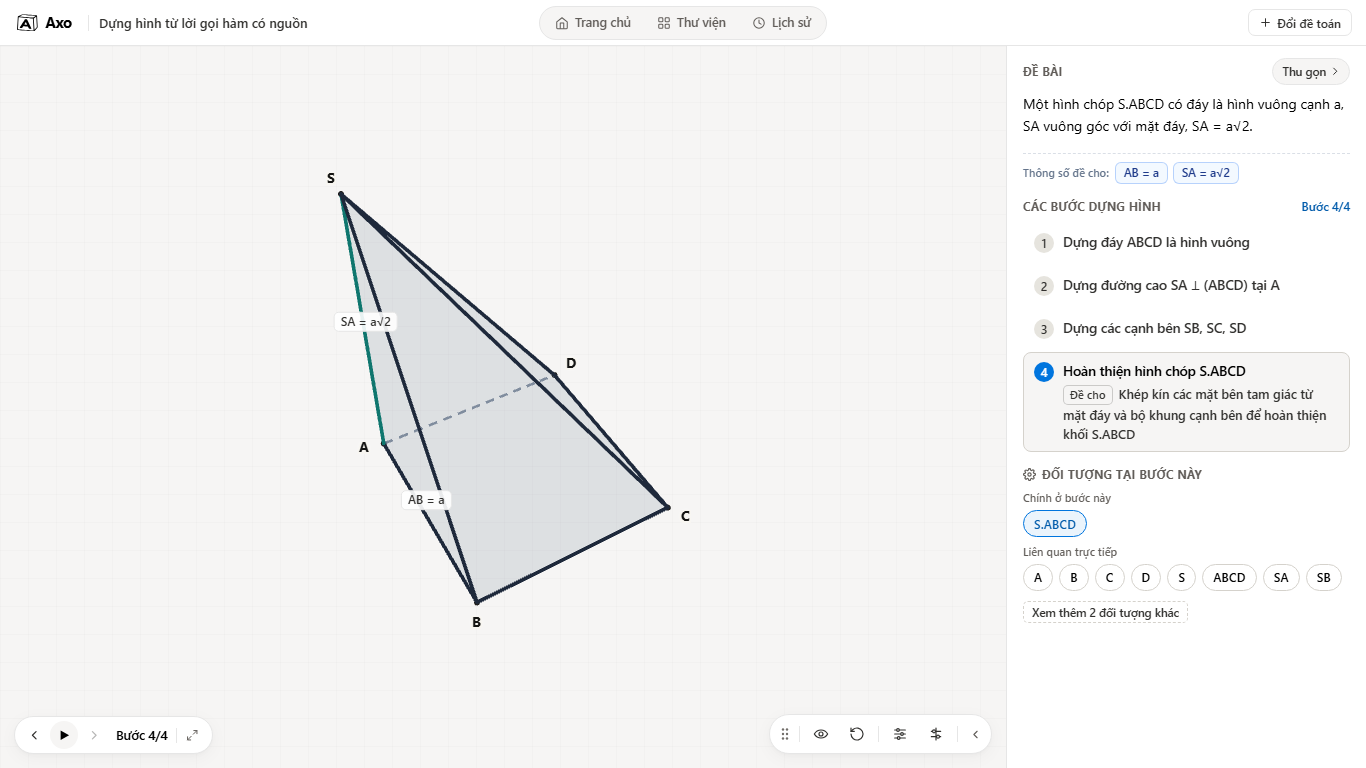 Axo
Dựng hình từ lời gọi hàm có nguồn
Trang chủ
Thư viện
Lịch sử
+ Đổi đề toán
S
SA = a√2
D
A
AB = a
C
B
Bước 4/4
ĐỀ BÀI
Thu gọn
Một hình chóp S.ABCD có đáy là hình vuông cạnh a,
SA vuông góc với mặt đáy, SA = a√2.
Thông số đề cho: AB = a SA = a√2
CÁC BƯỚC DỰNG HÌNH
Bước 4/4
1 Dựng đáy ABCD là hình vuông
2 Dựng đường cao SA ⊥ (ABCD) tại A
3 Dựng các cạnh bên SB, SC, SD
4 Hoàn thiện hình chóp S.ABCD
Đề cho Khép kín các mặt bên tam giác từ
mặt đáy và bộ khung cạnh bên để hoàn thiện
khối S.ABCD
ĐỐI TƯỢNG TẠI BƯỚC NÀY
Chính ở bước này
S.ABCD
Liên quan trực tiếp
A B C D S ABCD SA SB
Xem thêm 2 đối tượng khác